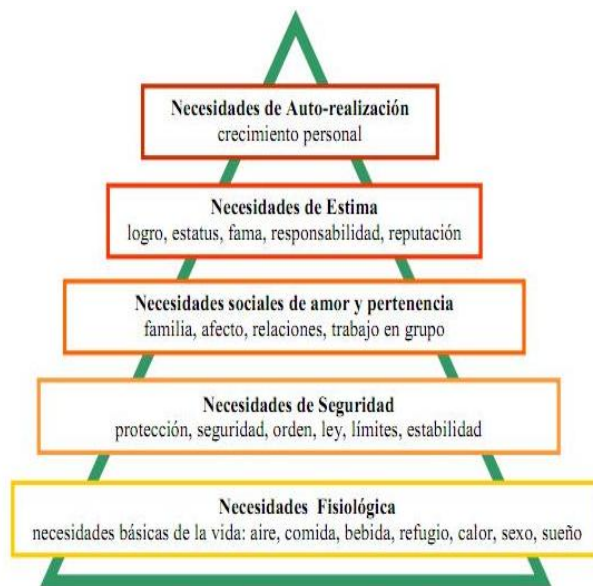 Necesidades de Auto-realización
crecimiento personal
Necesidades de Estima
logro, estatus, fama, responsabilidad, reputación
Necesidades sociales de amor y pertenencia
familia, afecto, relaciones, trabajo en grupo
Necesidades de Seguridad
protección, seguridad, orden, ley, límites, estabilidad
Necesidades Fisiológica
necesidades básicas de la vida: aire, comida, bebida, refugio, calor, sexo, sueño